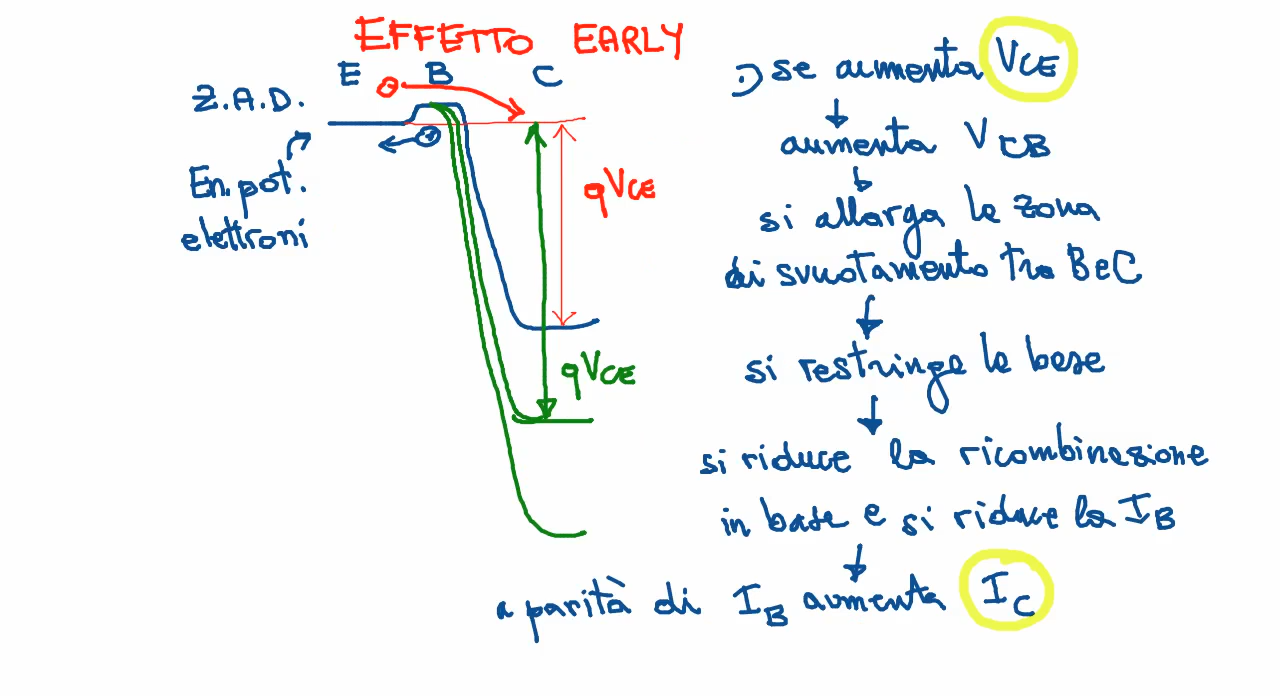 EFFETTO EARLY
E B C
Z.A.D.
En. pot.
elettroni
qVCE
qVCE
·) se aumenta VCE
aumenta VCB
si allarga la zona
di svuotamento tra B e C
si restringe la base
si riduce la ricombinazione
in base e si riduce la IB
a parità di IB aumenta IC